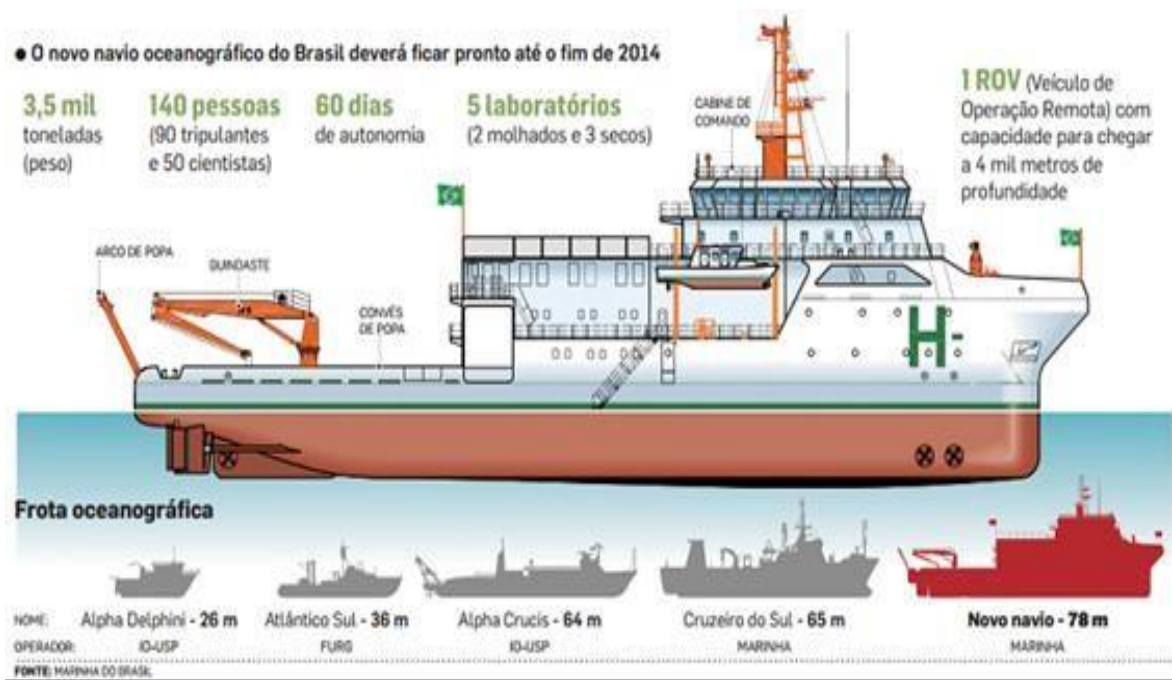 ● O novo navio oceanográfico do Brasil deverá ficar pronto até o fim de 2014
3,5 mil
toneladas
(peso)
140 pessoas
(90 tripulantes
e 50 cientistas)
60 dias
de autonomia
5 laboratórios
(2 molhados e 3 secos)
CABINE DE
COMANDO
1 ROV (Veículo de
Operação Remota) com
capacidade para chegar
a 4 mil metros de
profundidade
ARCO DE POPA
GUINDASTE
CONVÉS
DE POPA
H-
Frota oceanográfica
NOME: Alpha Delphini - 26 m Atlântico Sul - 36 m Alpha Crucis - 64 m Cruzeiro do Sul - 65 m Novo navio - 78 m
OPERADOR: IO-USP FURG IO-USP MARINHA MARINHA
FONTE: MARINHA DO BRASIL